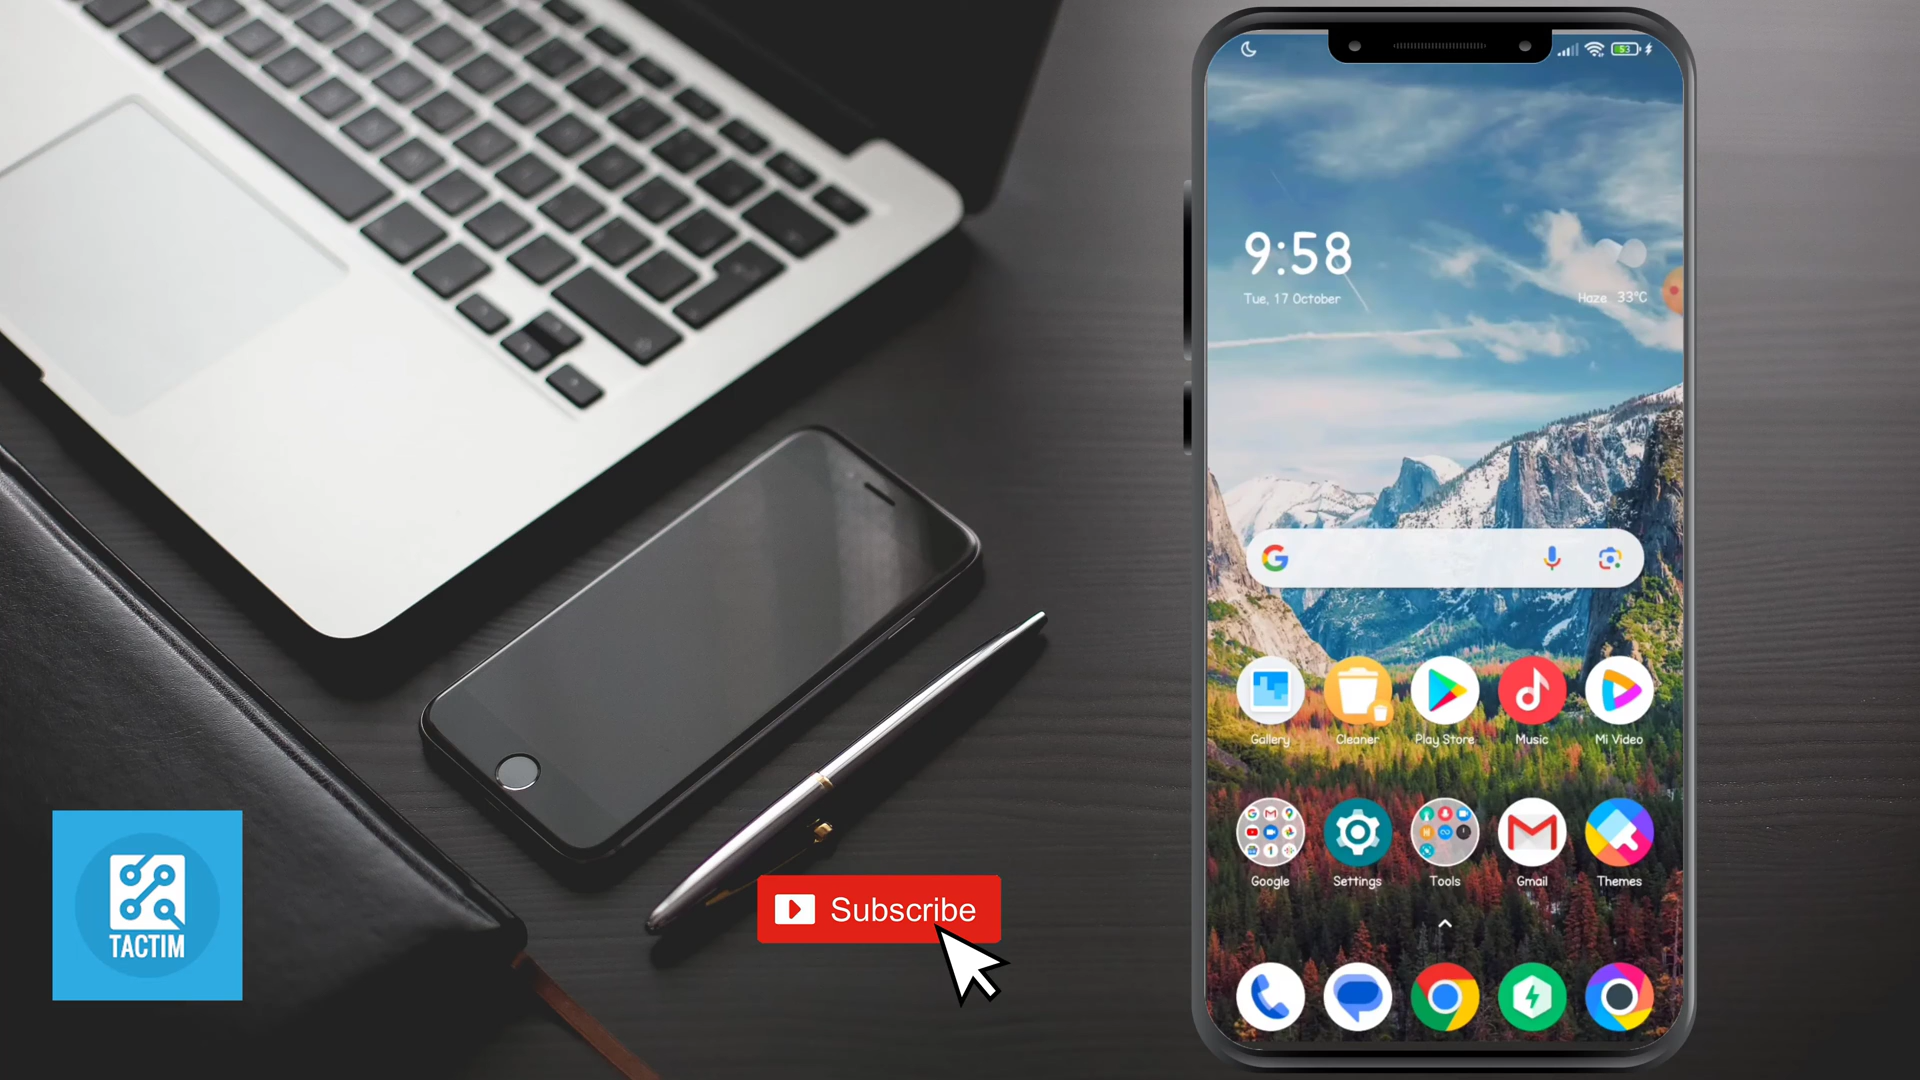 53
9:58
Tue, 17 October
Haze 33°C
Gallery
Cleaner
Play Store
Music
Mi Video
Google
Settings
Tools
Gmail
Themes
Subscribe
TACTIM